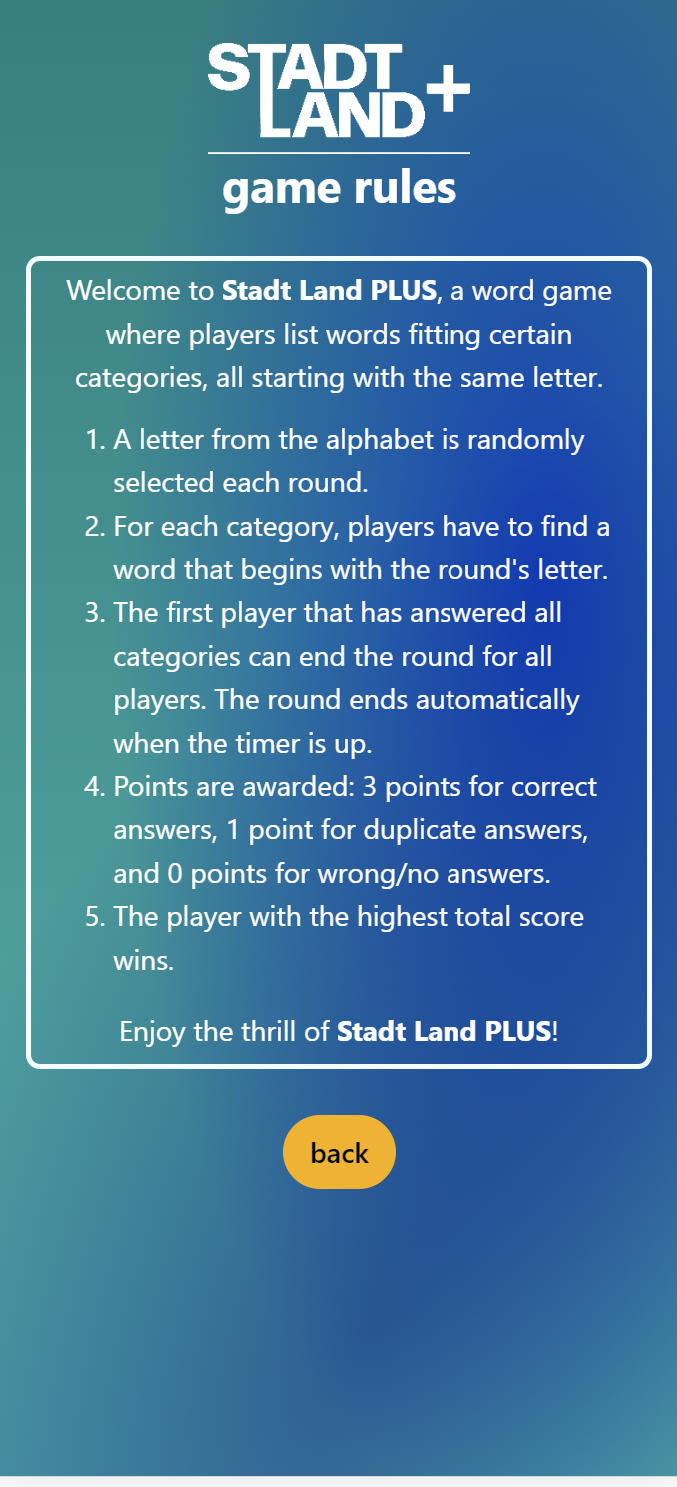 STADT
LAND+
game rules
Welcome to Stadt Land PLUS, a word game
where players list words fitting certain
categories, all starting with the same letter.
1. A letter from the alphabet is randomly
selected each round.
2. For each category, players have to find a
word that begins with the round's letter.
3. The first player that has answered all
categories can end the round for all
players. The round ends automatically
when the timer is up.
4. Points are awarded: 3 points for correct
answers, 1 point for duplicate answers,
and 0 points for wrong/no answers.
5. The player with the highest total score
wins.
Enjoy the thrill of Stadt Land PLUS!
back